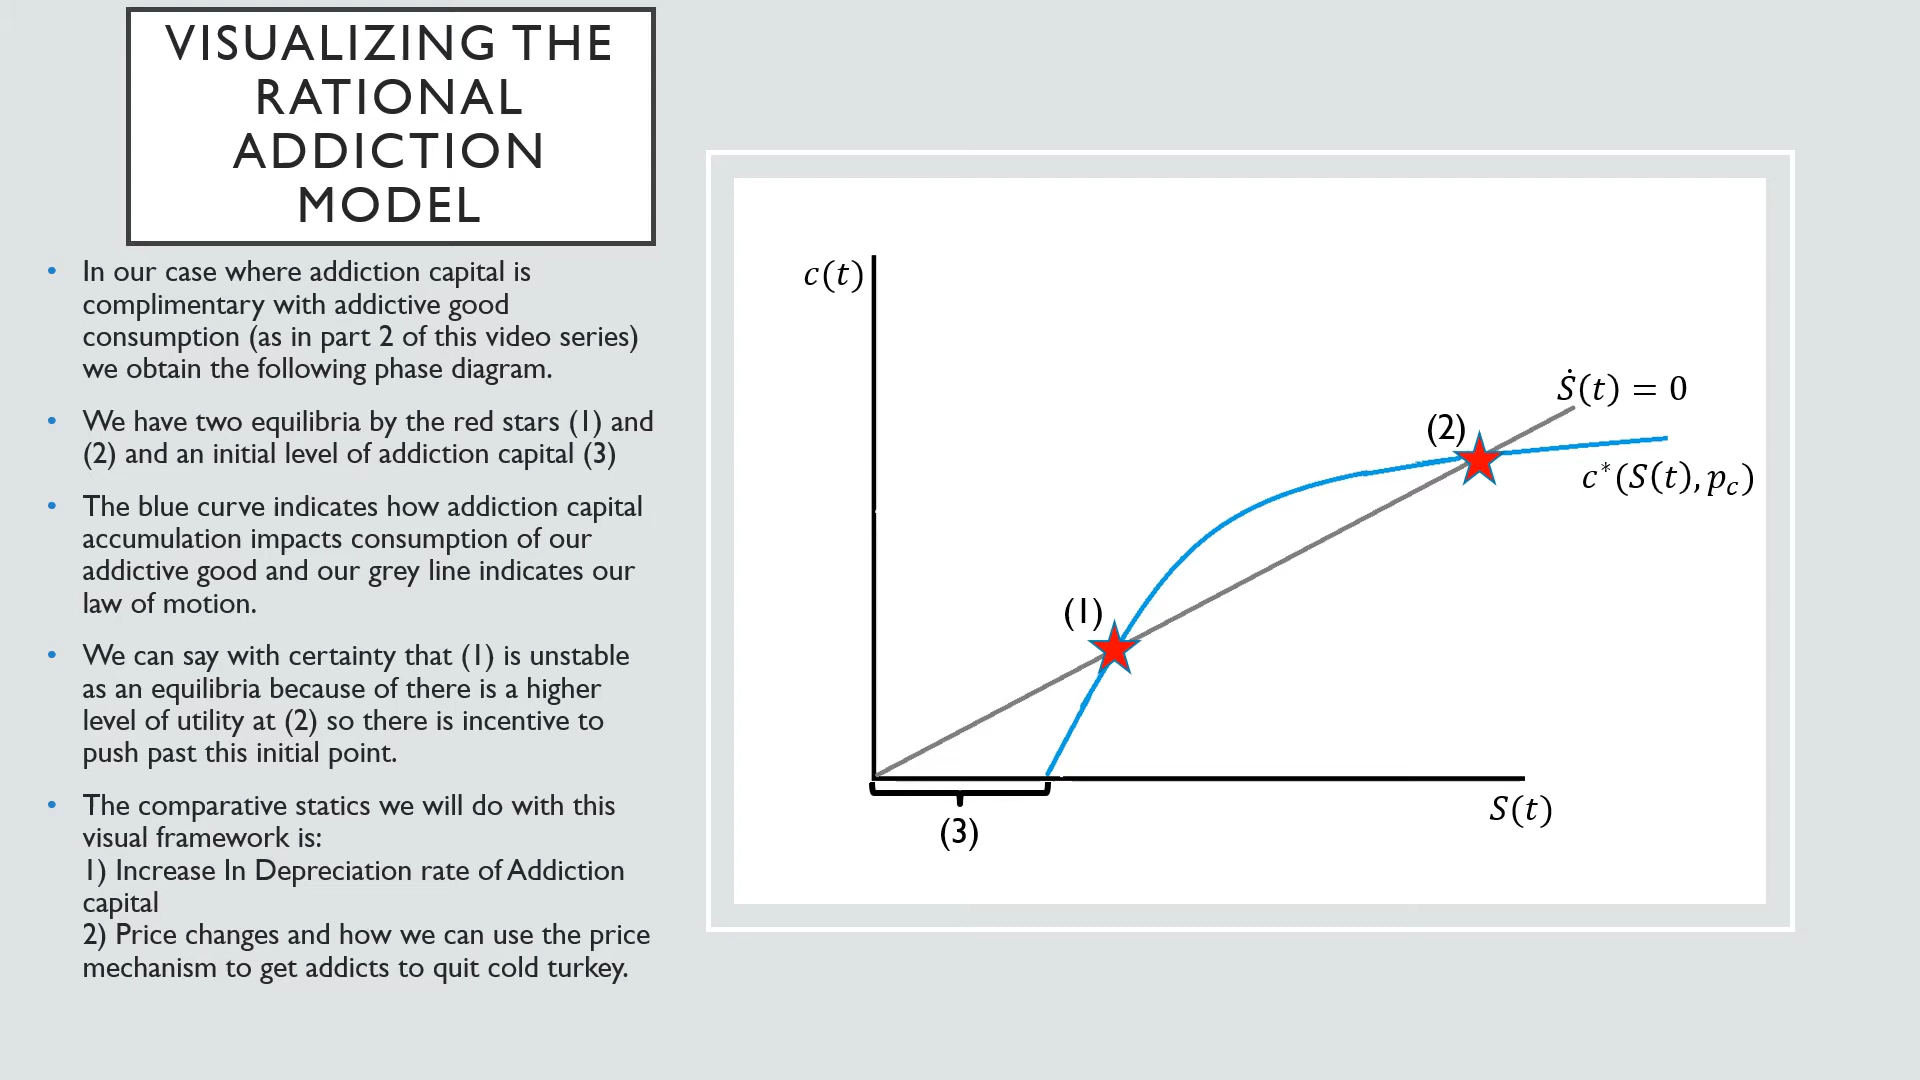 VISUALIZING THE
RATIONAL
ADDICTION
MODEL
• In our case where addiction capital is
complimentary with addictive good
consumption (as in part 2 of this video series)
we obtain the following phase diagram.
• We have two equilibria by the red stars (1) and
(2) and an initial level of addiction capital (3)
• The blue curve indicates how addiction capital
accumulation impacts consumption of our
addictive good and our grey line indicates our
law of motion.
• We can say with certainty that (1) is unstable
as an equilibria because of there is a higher
level of utility at (2) so there is incentive to
push past this initial point.
• The comparative statics we will do with this
visual framework is:
1) Increase In Depreciation rate of Addiction
capital
2) Price changes and how we can use the price
mechanism to get addicts to quit cold turkey.
c(t)
Ṡ(t) = 0
(2)
c*(S(t), p_c)
(1)
S(t)
(3)